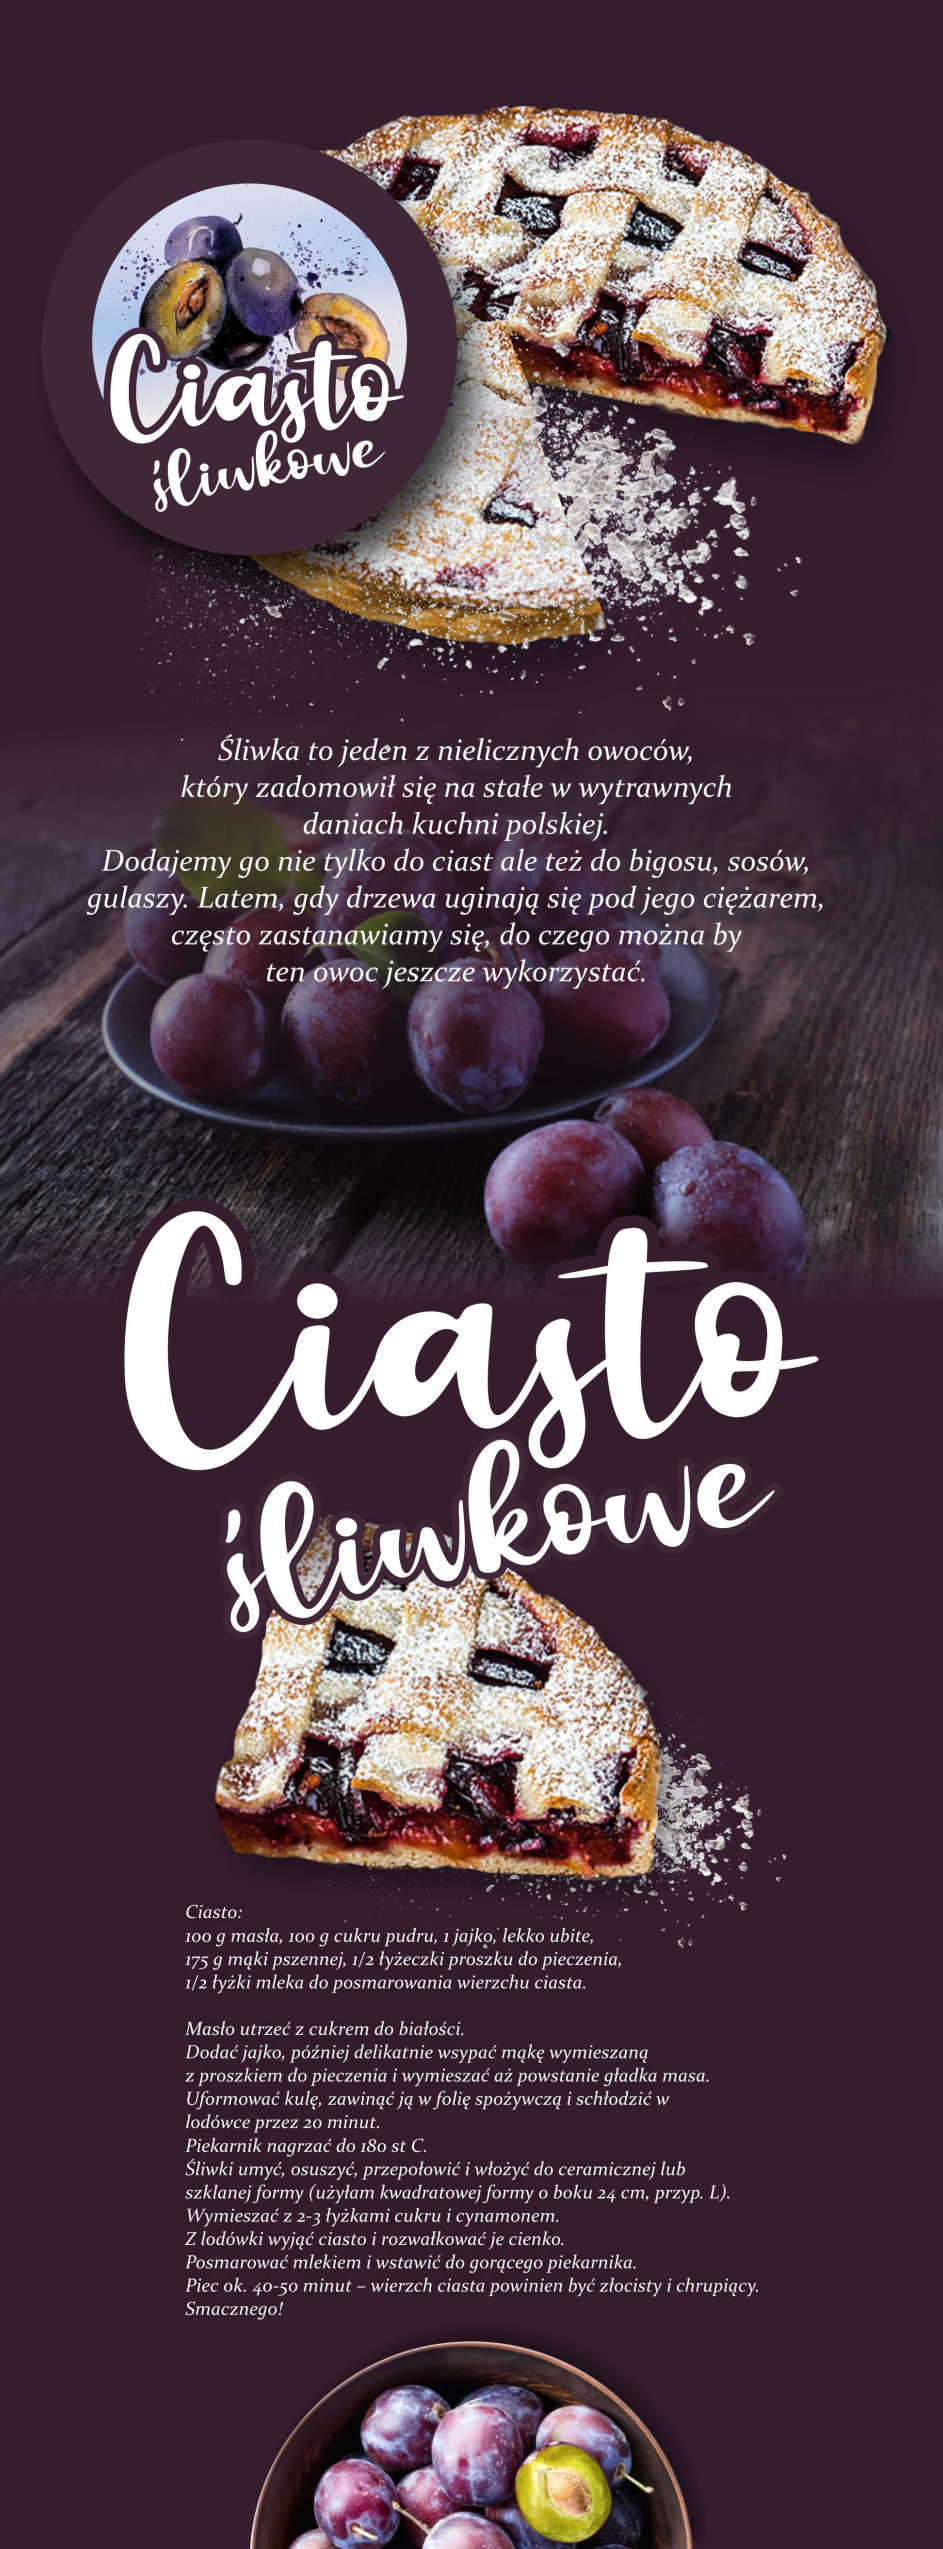 Ciasto
śliwkowe
Śliwka to jeden z nielicznych owoców,
który zadomowił się na stałe w wytrawnych
daniach kuchni polskiej.
Dodajemy go nie tylko do ciast ale też do bigosu, sosów,
gulaszy. Latem, gdy drzewa uginają się pod jego ciężarem,
często zastanawiamy się, do czego można by
ten owoc jeszcze wykorzystać.
Ciasto
śliwkowe
Ciasto:
100 g masła, 100 g cukru pudru, 1 jajko, lekko ubite,
175 g mąki pszennej, 1/2 łyżeczki proszku do pieczenia,
1/2 łyżki mleka do posmarowania wierzchu ciasta.
Masło utrzeć z cukrem do białości.
Dodać jajko, później delikatnie wsypać mąkę wymieszaną
z proszkiem do pieczenia i wymieszać aż powstanie gładka masa.
Uformować kulę, zawinąć ją w folię spożywczą i schłodzić w
lodówce przez 20 minut.
Piekarnik nagrzać do 180 st C.
Śliwki umyć, osuszyć, przepołowić i włożyć do ceramicznej lub
szklanej formy (użyłam kwadratowej formy o boku 24 cm, przyp. L).
Wymieszać z 2-3 łyżkami cukru i cynamonem.
Z lodówki wyjąć ciasto i rozwałkować je cienko.
Posmarować mlekiem i wstawić do gorącego piekarnika.
Piec ok. 40-50 minut – wierzch ciasta powinien być złocisty i chrupiący.
Smacznego!